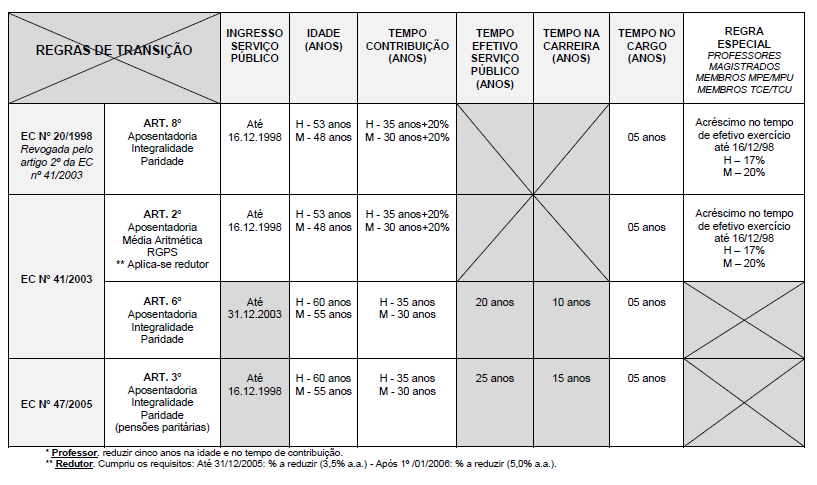 REGRAS DE TRANSIÇÃO
INGRESSO
SERVIÇO
PÚBLICO
IDADE
(ANOS)
TEMPO
CONTRIBUIÇÃO
(ANOS)
TEMPO
EFETIVO
SERVIÇO
PÚBLICO
(ANOS)
TEMPO NA
CARREIRA
(ANOS)
TEMPO NO
CARGO
(ANOS)
REGRA
ESPECIAL
PROFESSORES
MAGISTRADOS
MEMBROS MPE/MPU
MEMBROS TCE/TCU
EC Nº 20/1998
Revogada pelo
artigo 2º da EC
nº 41/2003
ART. 8º
Aposentadoria
Integralidade
Paridade
Até
16.12.1998
H - 53 anos
M - 48 anos
H - 35 anos+20%
M - 30 anos+20%
05 anos
Acréscimo no tempo
de efetivo exercício
até 16/12/98
H – 17%
M – 20%
EC Nº 41/2003
ART. 2º
Aposentadoria
Média Aritmética
RGPS
** Aplica-se redutor
Até
16.12.1998
H - 53 anos
M - 48 anos
H - 35 anos+20%
M - 30 anos+20%
05 anos
Acréscimo no tempo
de efetivo exercício
até 16/12/98
H – 17%
M – 20%
ART. 6º
Aposentadoria
Integralidade
Paridade
Até
31.12.2003
H - 60 anos
M - 55 anos
H - 35 anos
M - 30 anos
20 anos
10 anos
05 anos
EC Nº 47/2005
ART. 3º
Aposentadoria
Integralidade
Paridade
(pensões paritárias)
Até
16.12.1998
H - 60 anos
M - 55 anos
H - 35 anos
M - 30 anos
25 anos
15 anos
05 anos
* Professor. reduzir cinco anos na idade e no tempo de contribuição.
** Redutor. Cumpriu os requisitos: Até 31/12/2005: % a reduzir (3,5% a.a.) - Após 1º /01/2006: % a reduzir (5,0% a.a.).